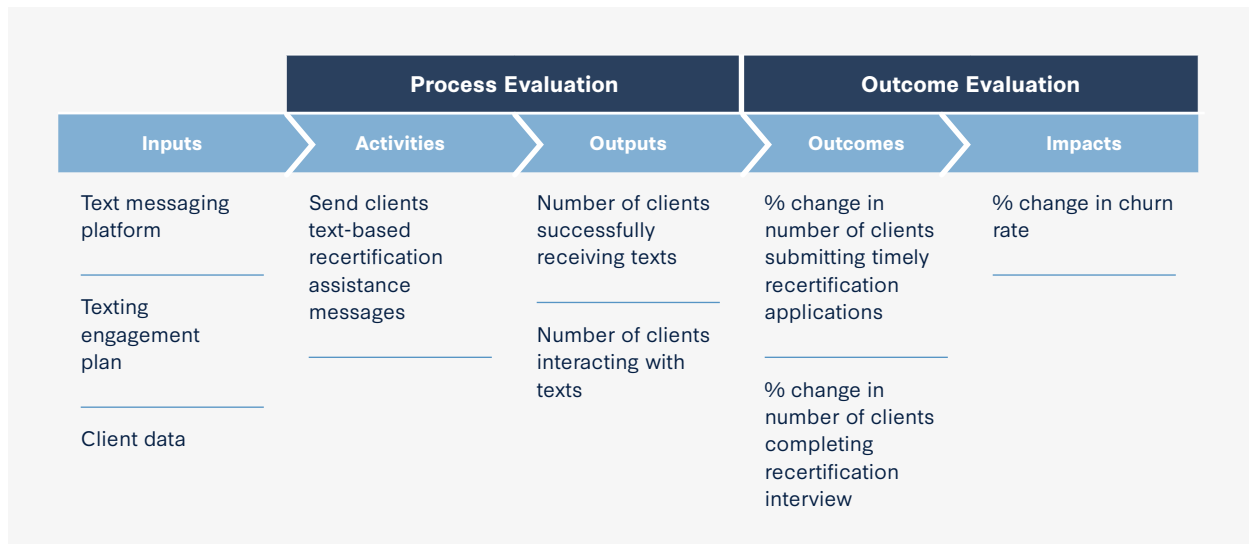 Process Evaluation
Outcome Evaluation
Inputs
Activities
Outputs
Outcomes
Impacts
Text messaging
platform
Texting
engagement
plan
Client data
Send clients
text-based
recertification
assistance
messages
Number of clients
successfully
receiving texts
Number of clients
interacting with
texts
% change in
number of clients
submitting timely
recertification
applications
% change in
number of clients
completing
recertification
interview
% change in churn
rate